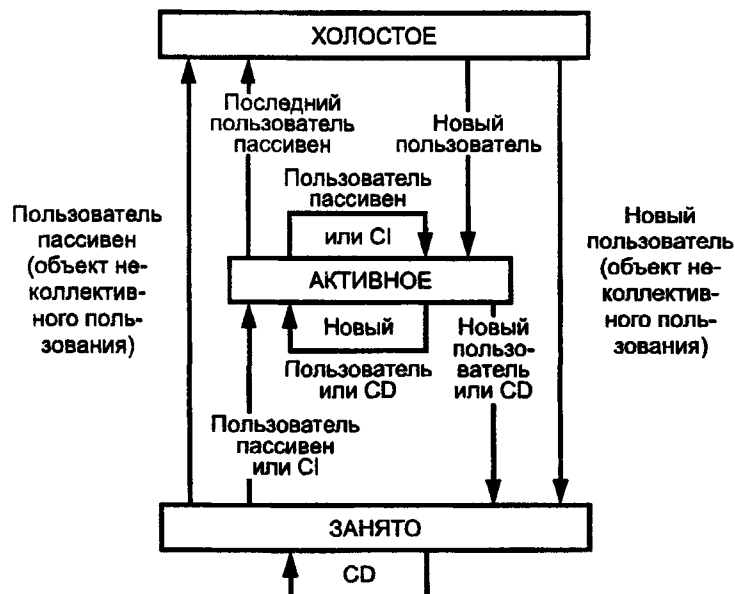 ХОЛОСТОЕ
Последний
пользователь
пассивен
Новый
пользователь
Пользователь
пассивен
или CI
Пользователь
пассивен
(объект не-
коллектив-
ного поль-
зования)
Новый
пользователь
(объект не-
коллектив-
ного поль-
зования)
АКТИВНОЕ
Новый
Пользователь
или CD
Новый
пользо-
ватель
или CD
Пользователь
пассивен
или CI
ЗАНЯТО
CD